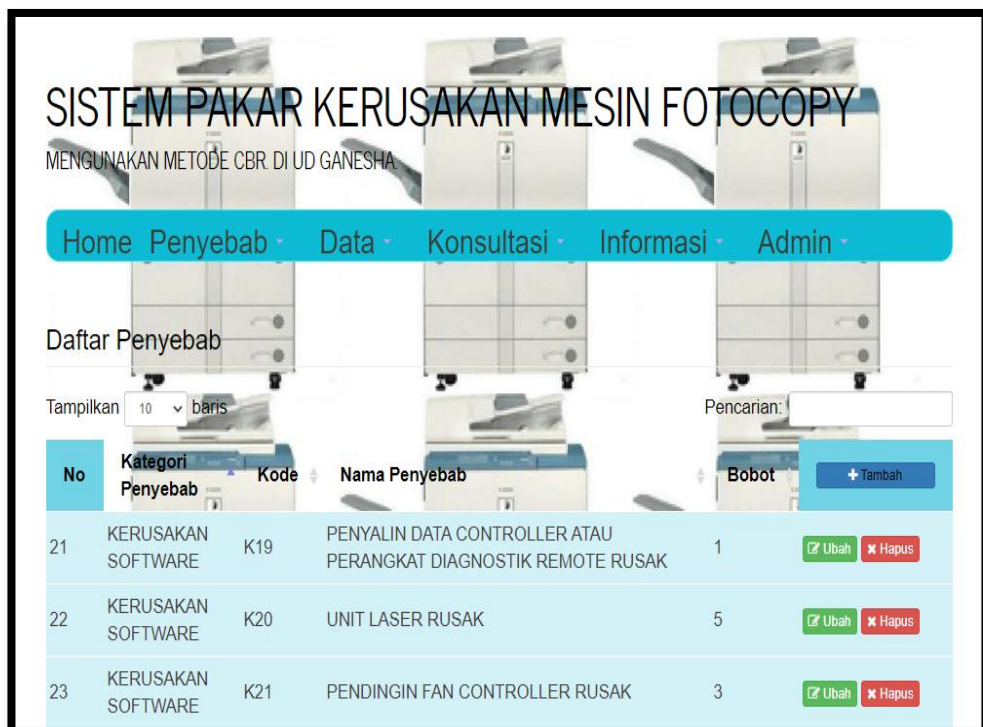 SISTEM PAKAR KERUSAKAN MESIN FOTOCOPY
MENGUNAKAN METODE CBR. DI UD GANESHA.
Home Penyebab Data Konsultasi Informasi Admin
Daftar Penyebab
Tampilkan 10 baris Pencarian:
No Kategori Penyebab Kode Nama Penyebab Bobot + Tambah
21 KERUSAKAN SOFTWARE K19 PENYALIN DATA CONTROLLER ATAU PERANGKAT DIAGNOSTIK REMOTE RUSAK 1 Ubah Hapus
22 KERUSAKAN SOFTWARE K20 UNIT LASER RUSAK 5 Ubah Hapus
23 KERUSAKAN SOFTWARE K21 PENDINGIN FAN CONTROLLER RUSAK 3 Ubah Hapus